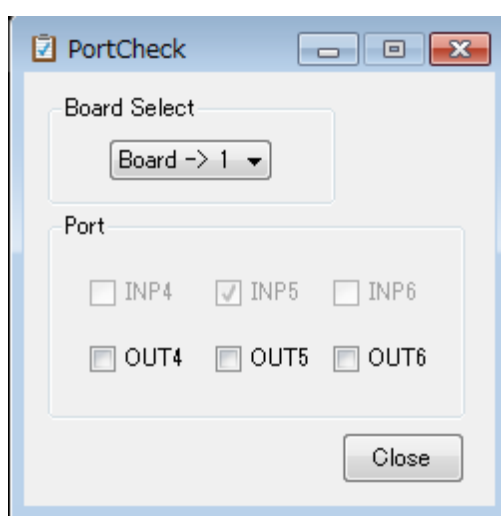 PortCheck
Board Select
Board -> 1
Port
INP4 INP5 INP6
OUT4 OUT5 OUT6
Close